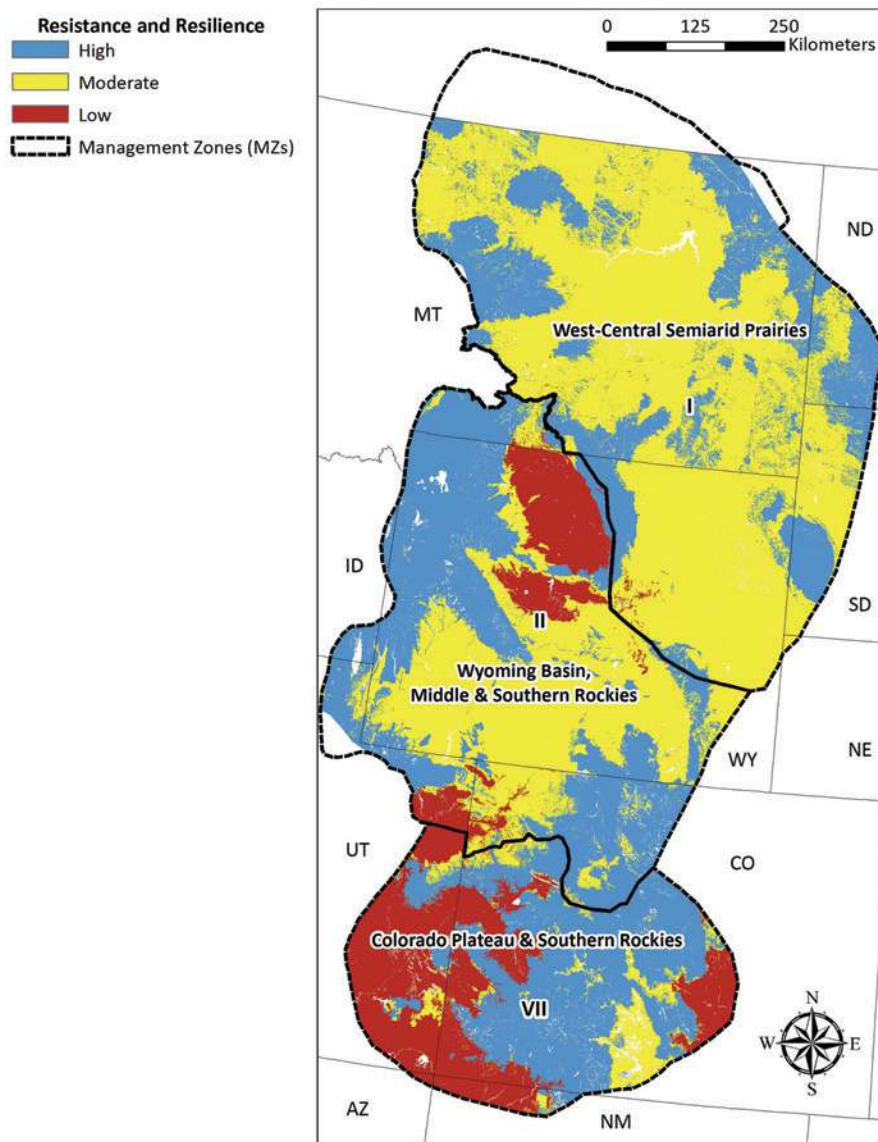 Resistance and Resilience
High
Moderate
Low
Management Zones (MZs)
0 125 250
Kilometers
ND
MT
West-Central Semiarid Prairies
I
ID
SD
II
Wyoming Basin,
Middle & Southern Rockies
WY
NE
UT
CO
Colorado Plateau & Southern Rockies
VII
N
W E
S
AZ
NM